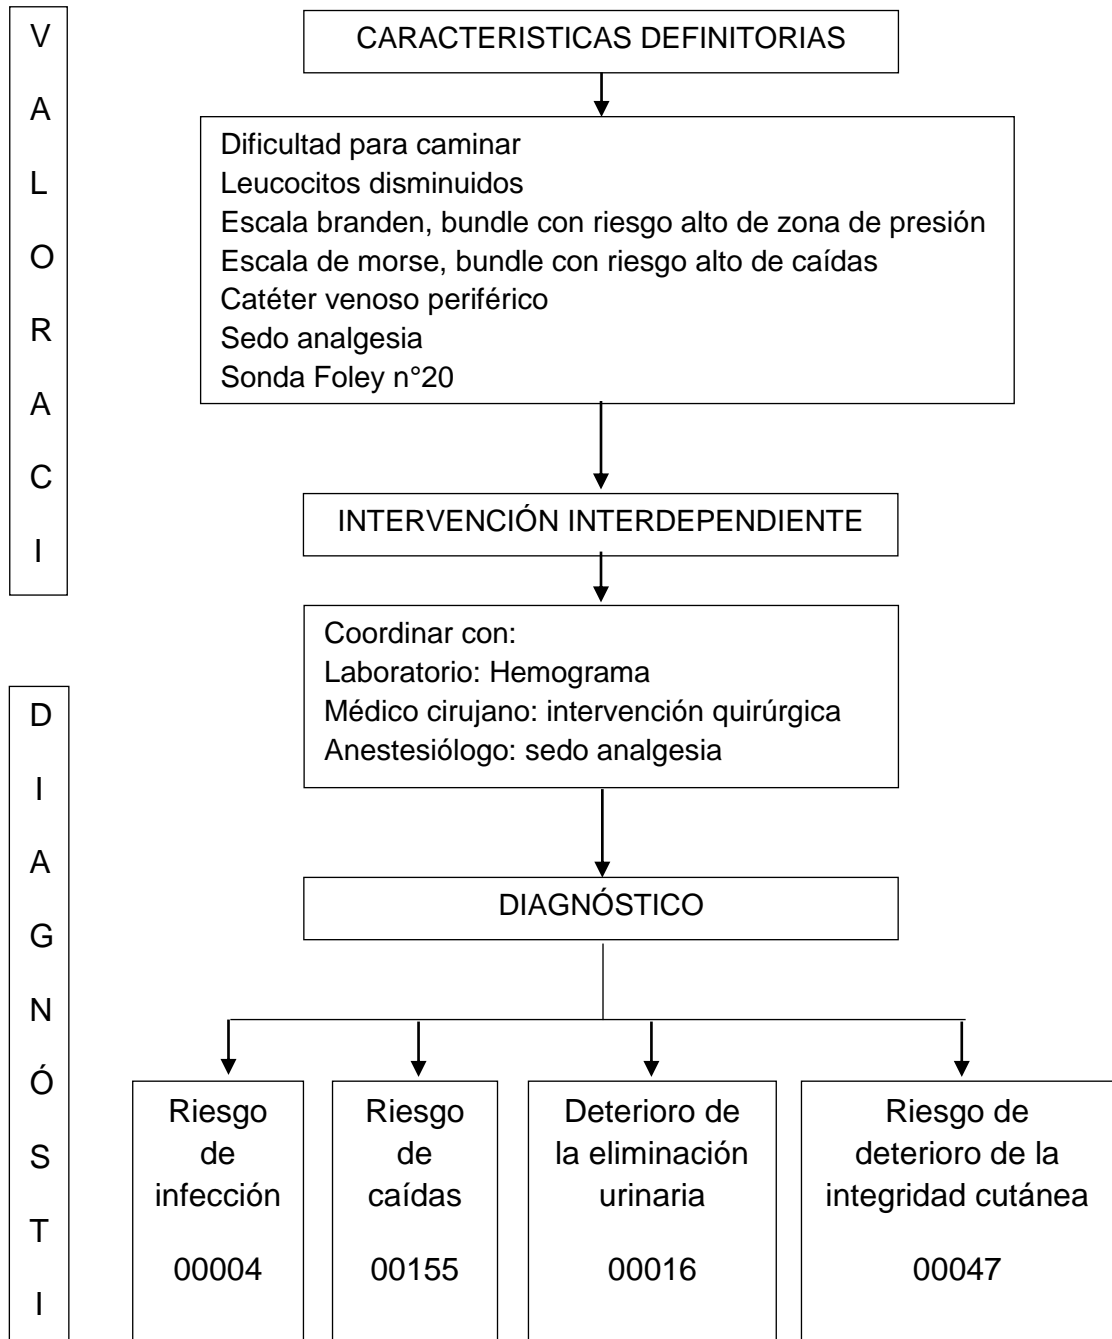 V
A
L
O
R
A
C
I
CARACTERISTICAS DEFINITORIAS
Dificultad para caminar
Leucocitos disminuidos
Escala branden, bundle con riesgo alto de zona de presión
Escala de morse, bundle con riesgo alto de caídas
Catéter venoso periférico
Sedo analgesia
Sonda Foley n°20
INTERVENCIÓN INTERDEPENDIENTE
Coordinar con:
Laboratorio: Hemograma
Médico cirujano: intervención quirúrgica
Anestesiólogo: sedo analgesia
D
I
A
G
N
Ó
S
T
I
DIAGNÓSTICO
Riesgo
de
infección
00004
Riesgo
de
caídas
00155
Deterioro de
la eliminación
urinaria
00016
Riesgo de
deterioro de la
integridad cutánea
00047